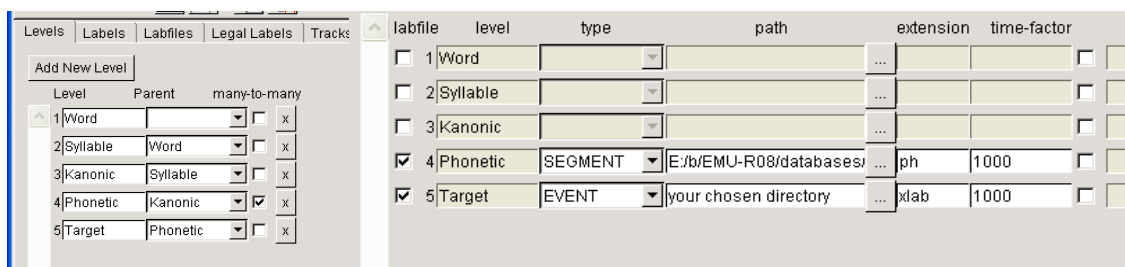 Levels Labels Labfiles Legal Labels Tracks
Add New Level
Level Parent many-to-many
1 Word x
2 Syllable Word x
3 Kanonic Syllable x
4 Phonetic Kanonic x
5 Target Phonetic x
labfile level type path extension time-factor
1 Word ...
2 Syllable ...
3 Kanonic ...
4 Phonetic SEGMENT E:/b/EMU-R08/databases/ ... ph 1000
5 Target EVENT your chosen directory ... xlab 1000